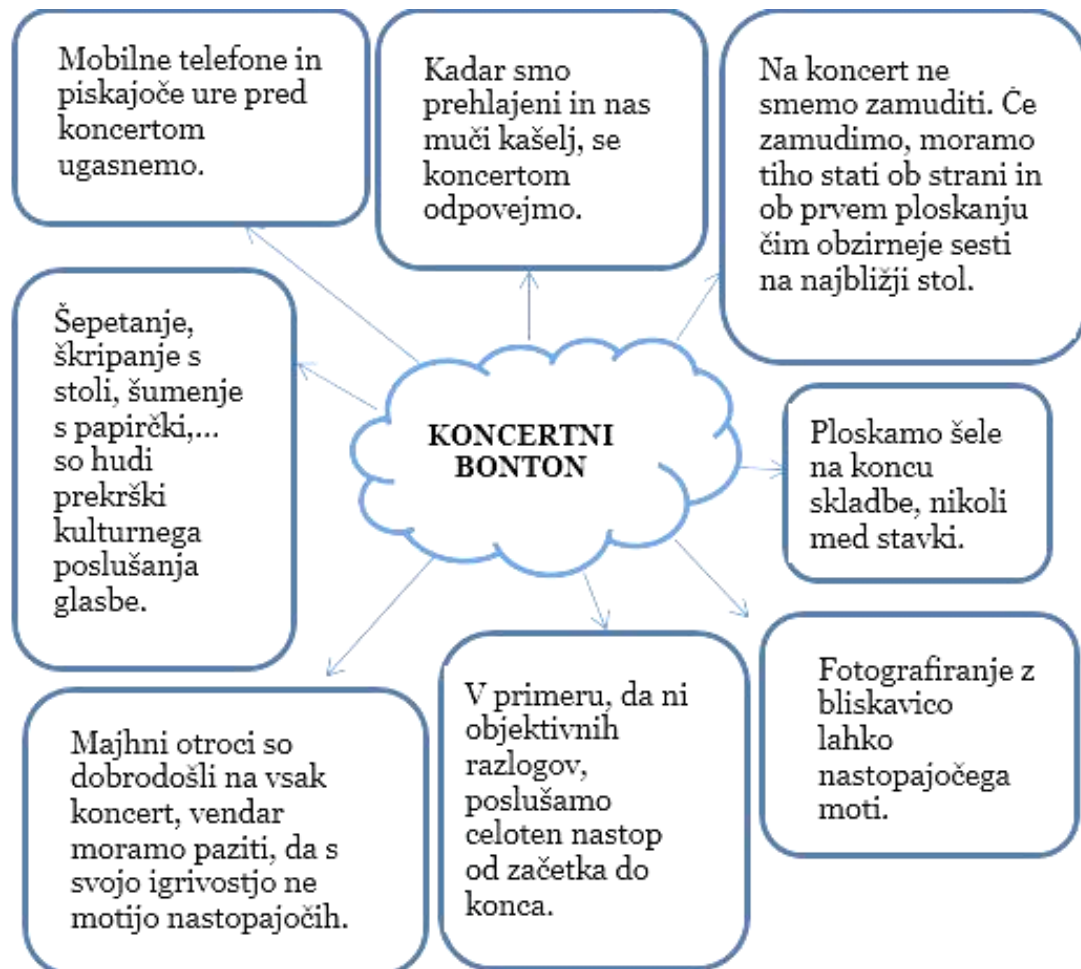 Mobilne telefone in
piskajoče ure pred
koncertom
ugasnemo.
Kadar smo
prehlajeni in nas
muči kašelj, se
koncertom
odpovejmo.
Na koncert ne
smemo zamuditi. Če
zamudimo, moramo
tiho stati ob strani in
ob prvem ploskanju
čim obzirneje sesti
na najbližji stol.
Šepetanje,
škripanje s
stoli, šumenje
s papirčki,...
so hudi
prekrški
kulturnega
poslušanja
glasbe.
KONCERTNI
BONTON
Ploskamo šele
na koncu
skladbe, nikoli
med stavki.
Majhni otroci so
dobrodošli na vsak
koncert, vendar
moramo paziti, da s
svojo igrivostjo ne
motijo nastopajočih.
V primeru, da ni
objektivnih
razlogov,
poslušamo
celoten nastop
od začetka do
konca.
Fotografiranje z
bliskavico
lahko
nastopajočega
moti.